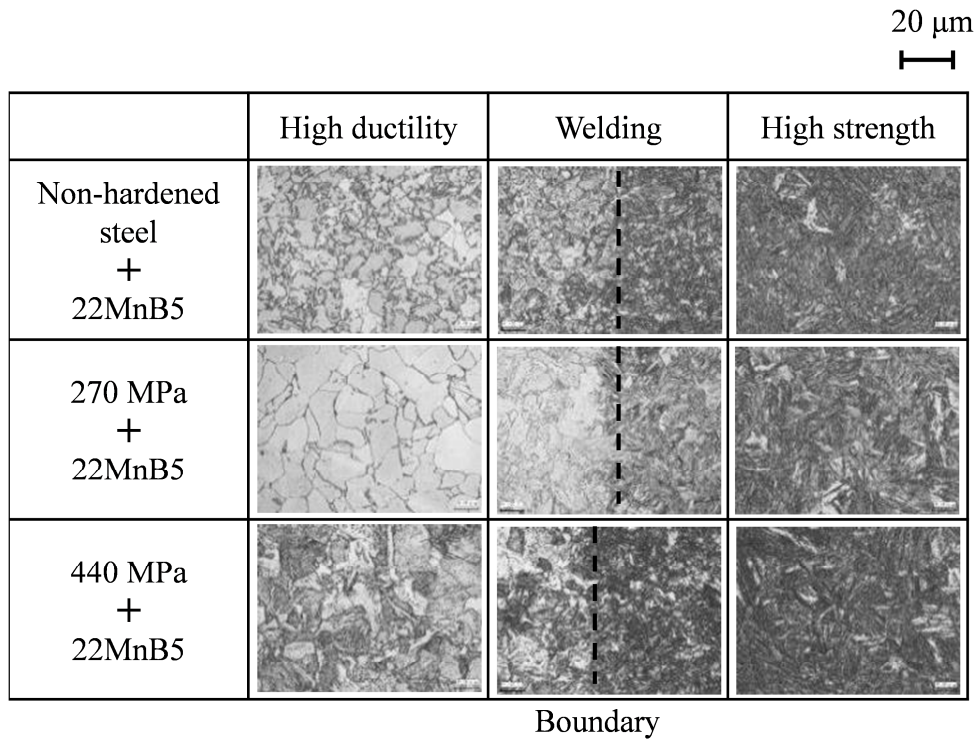 20 μm
High ductility
Welding
High strength
Non-hardened
steel
+
22MnB5
270 MPa
+
22MnB5
440 MPa
+
22MnB5
Boundary